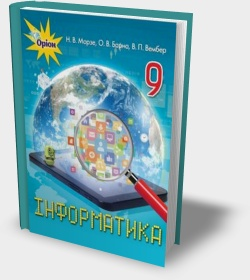 Оріон
Н. В. Морзе, О. В. Барна, В. П. Вембер
9
ІНФОРМАТИКА